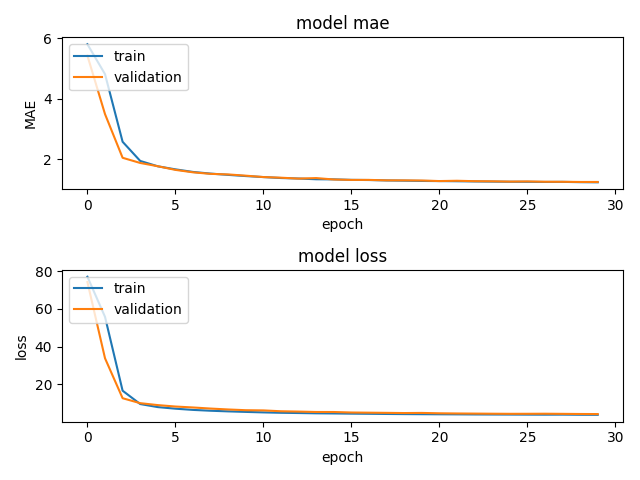 model mae
6
4
2
MAE
train
validation
0 5 10 15 20 25 30
epoch
model loss
80
60
40
20
loss
train
validation
0 5 10 15 20 25 30
epoch